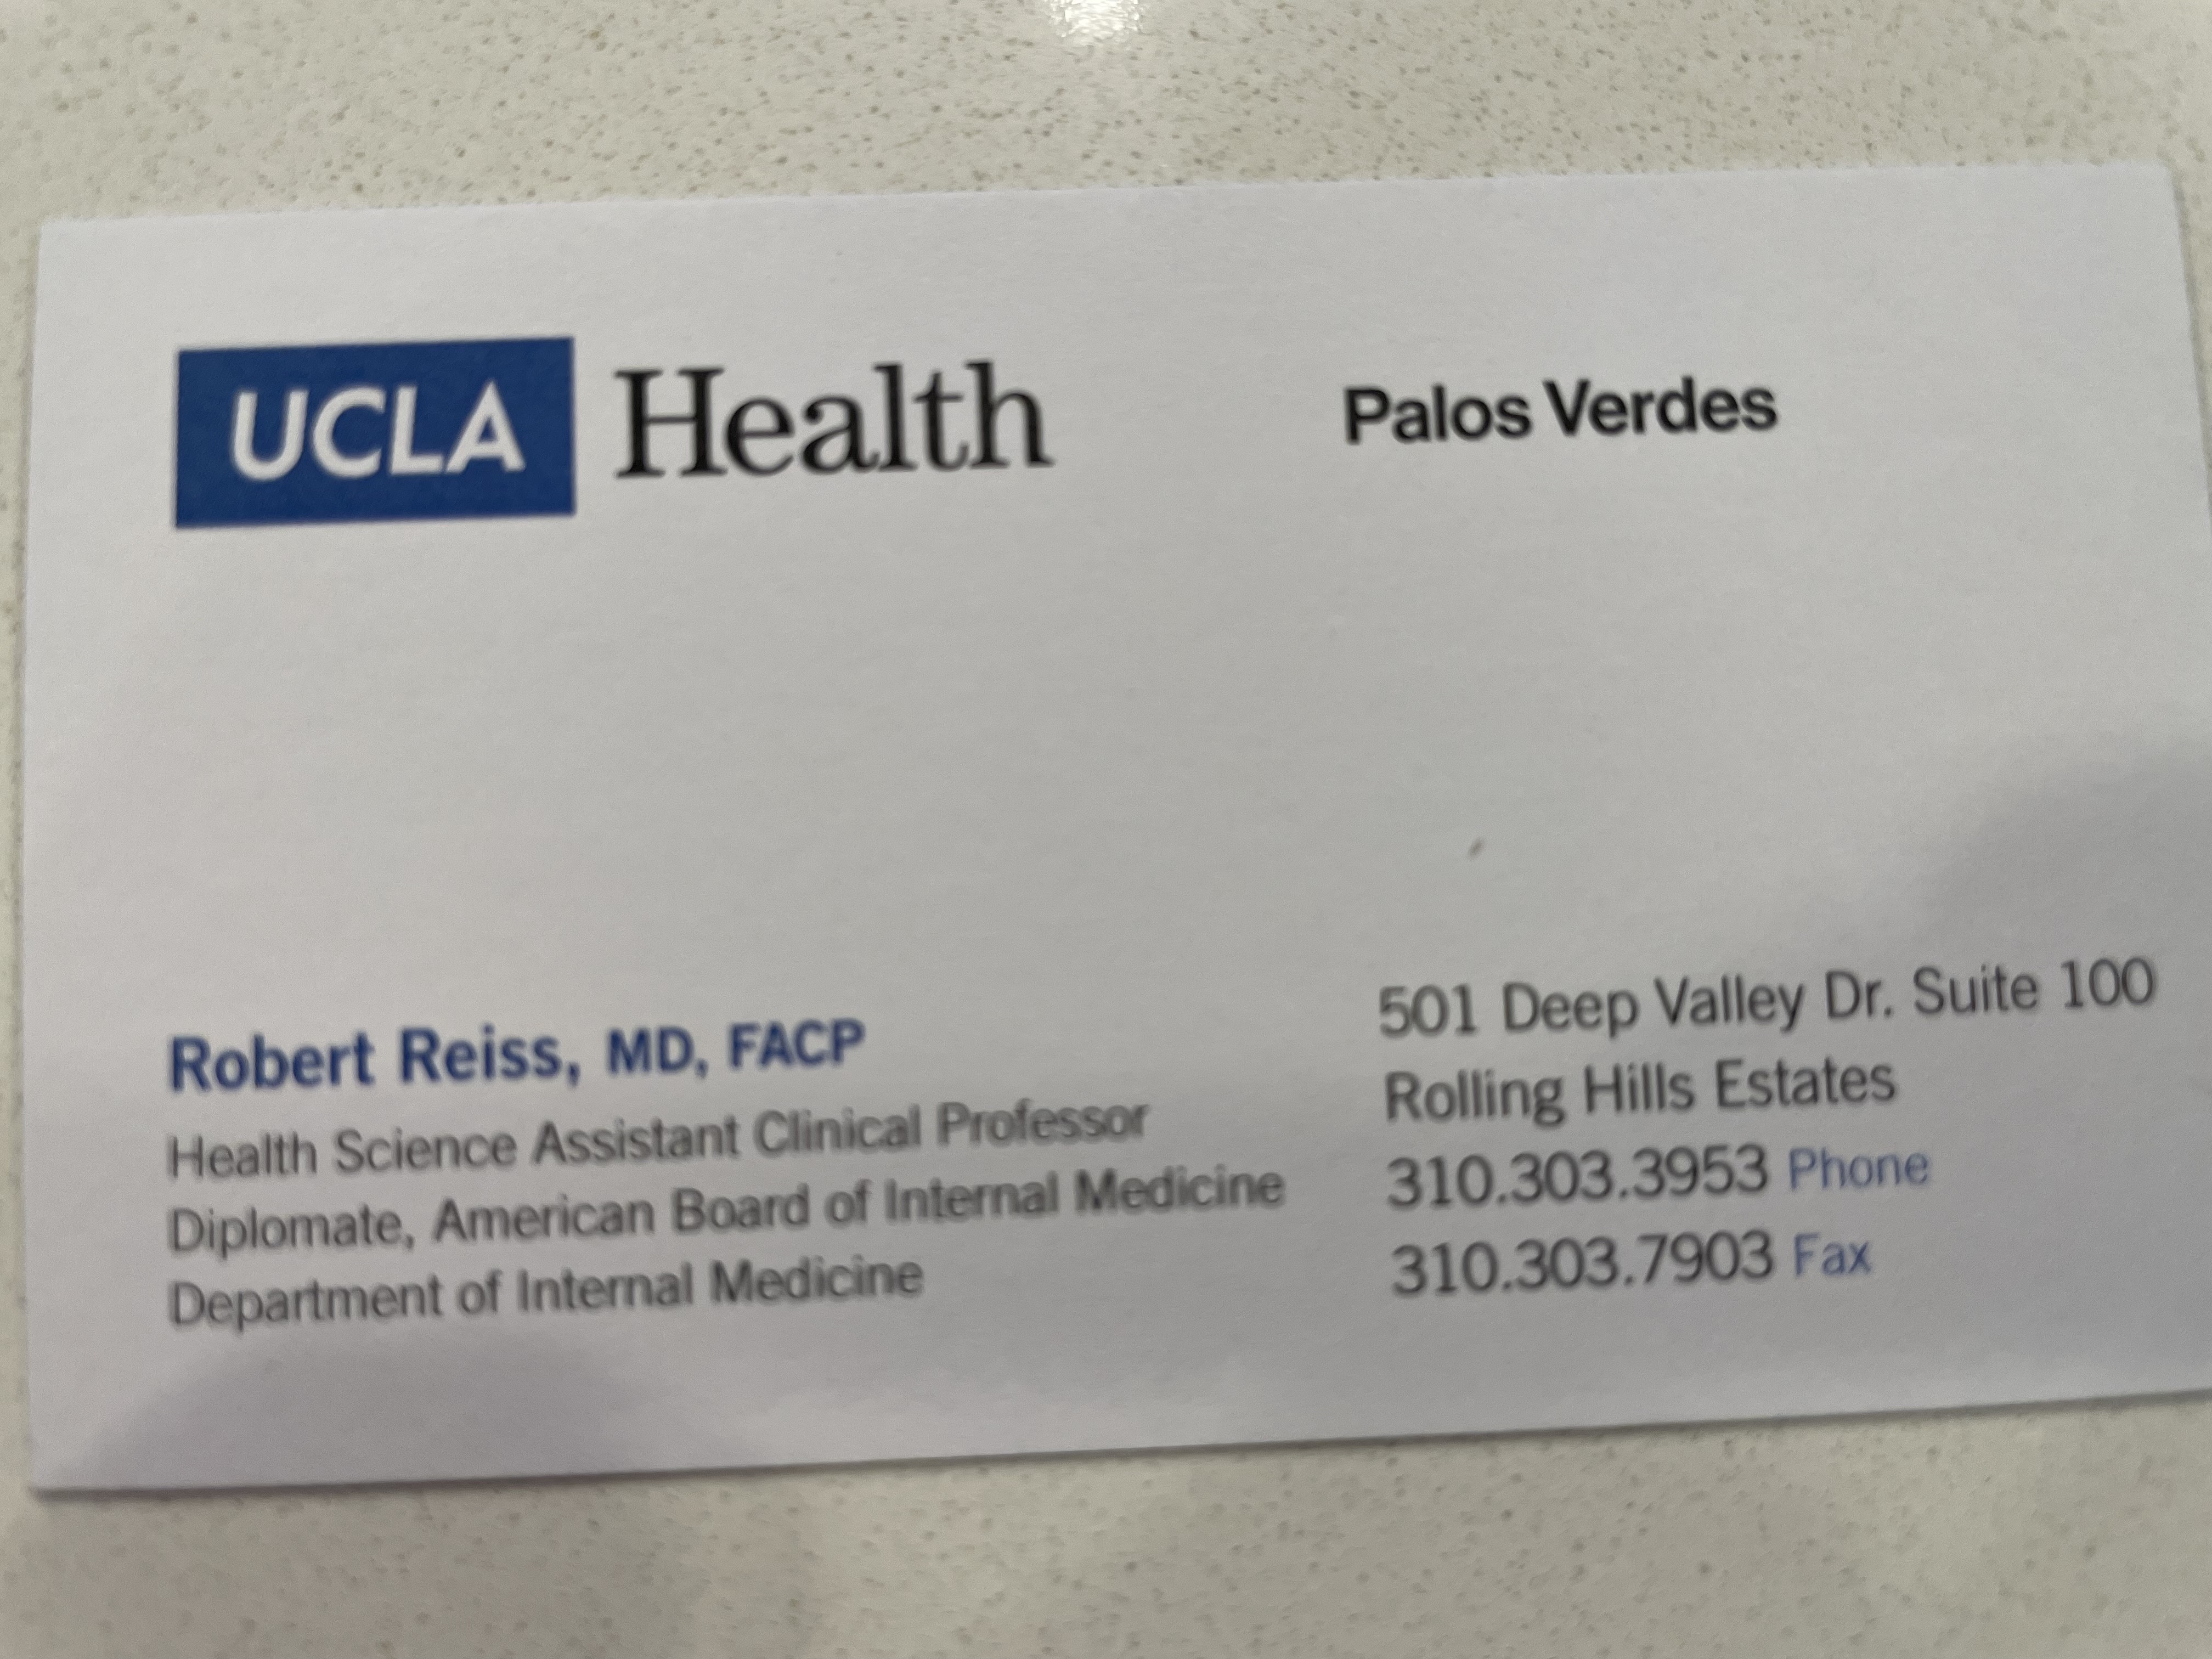 UCLA Health
Palos Verdes
Robert Reiss, MD, FACP
Health Science Assistant Clinical Professor
Diplomate, American Board of Internal Medicine
Department of Internal Medicine
501 Deep Valley Dr. Suite 100
Rolling Hills Estates
310.303.3953 Phone
310.303.7903 Fax